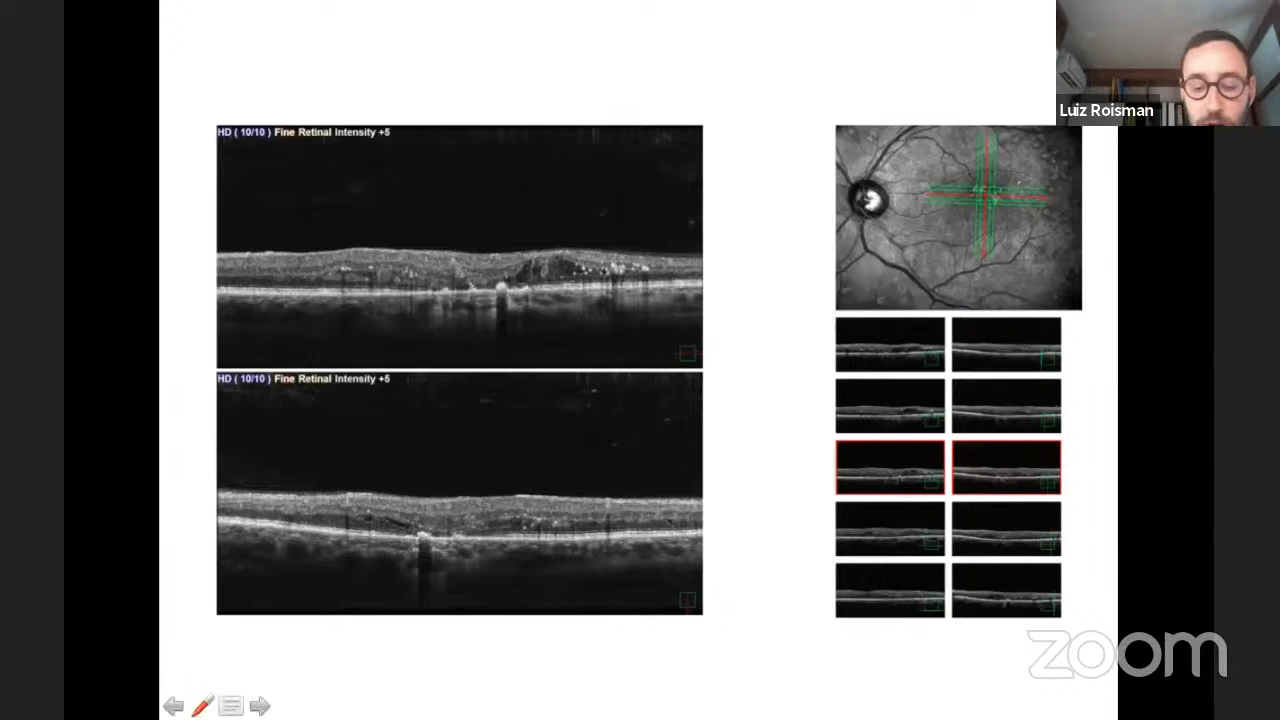 HD ( 10/10 ) Fine Retinal Intensity +5
Luiz Roisman
HD ( 10/10 ) Fine Retinal Intensity +5
zoom